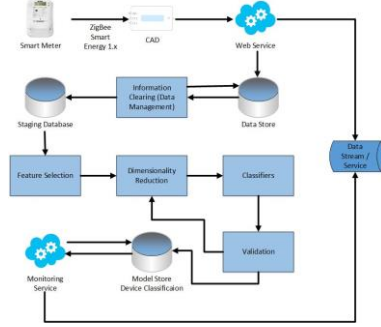 Smart Meter
ZigBee
Smart
Energy 1.x
CAD
Web Service
Information
Clearing (Data
Management)
Staging Database
Data Store
Data
Stream /
Service
Feature Selection
Dimensionality
Reduction
Classifiers
Validation
Monitoring
Service
Model Store
Device Classificaion